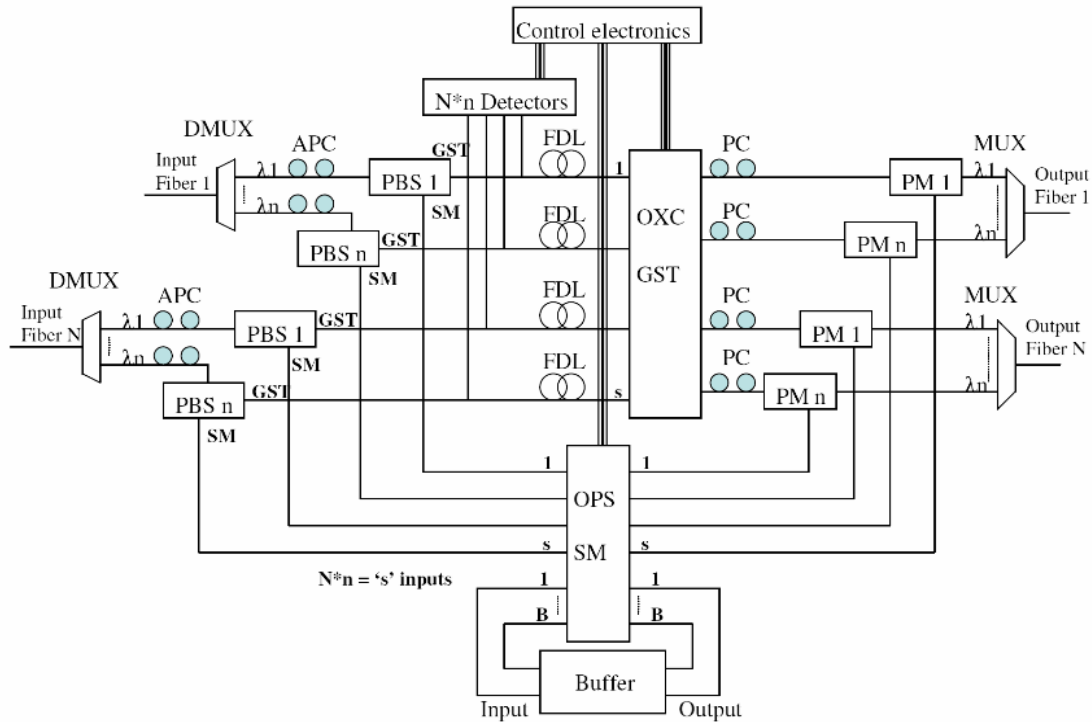 Control electronics
N*n Detectors
DMUX
APC
Input
Fiber 1
λ1
λn
PBS 1
GST
SM
PBS n
GST
SM
FDL
FDL
FDL
FDL
1
s
OXC
GST
PC
PC
PC
PC
PM 1
PM n
MUX
λ1
λn
Output
Fiber 1
DMUX
APC
Input
Fiber N
λ1
λn
PBS 1
GST
SM
PBS n
GST
SM
PM 1
PM n
MUX
λ1
λn
Output
Fiber N
1
1
OPS
s
SM
s
N*n = ‘s’ inputs
1
1
B
B
Buffer
Input
Output